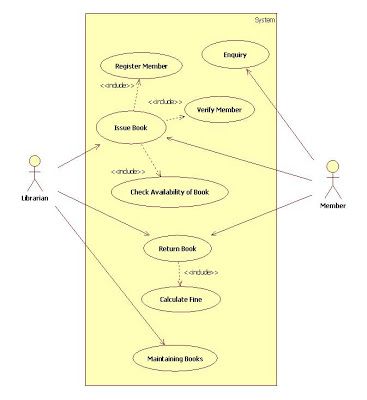 System
Enquiry
Register Member
<<include>>
<<include>>
Verify Member
Issue Book
<<include>>
Check Availability of Book
Librarian
Member
Return Book
<<include>>
Calculate Fine
Maintaining Books